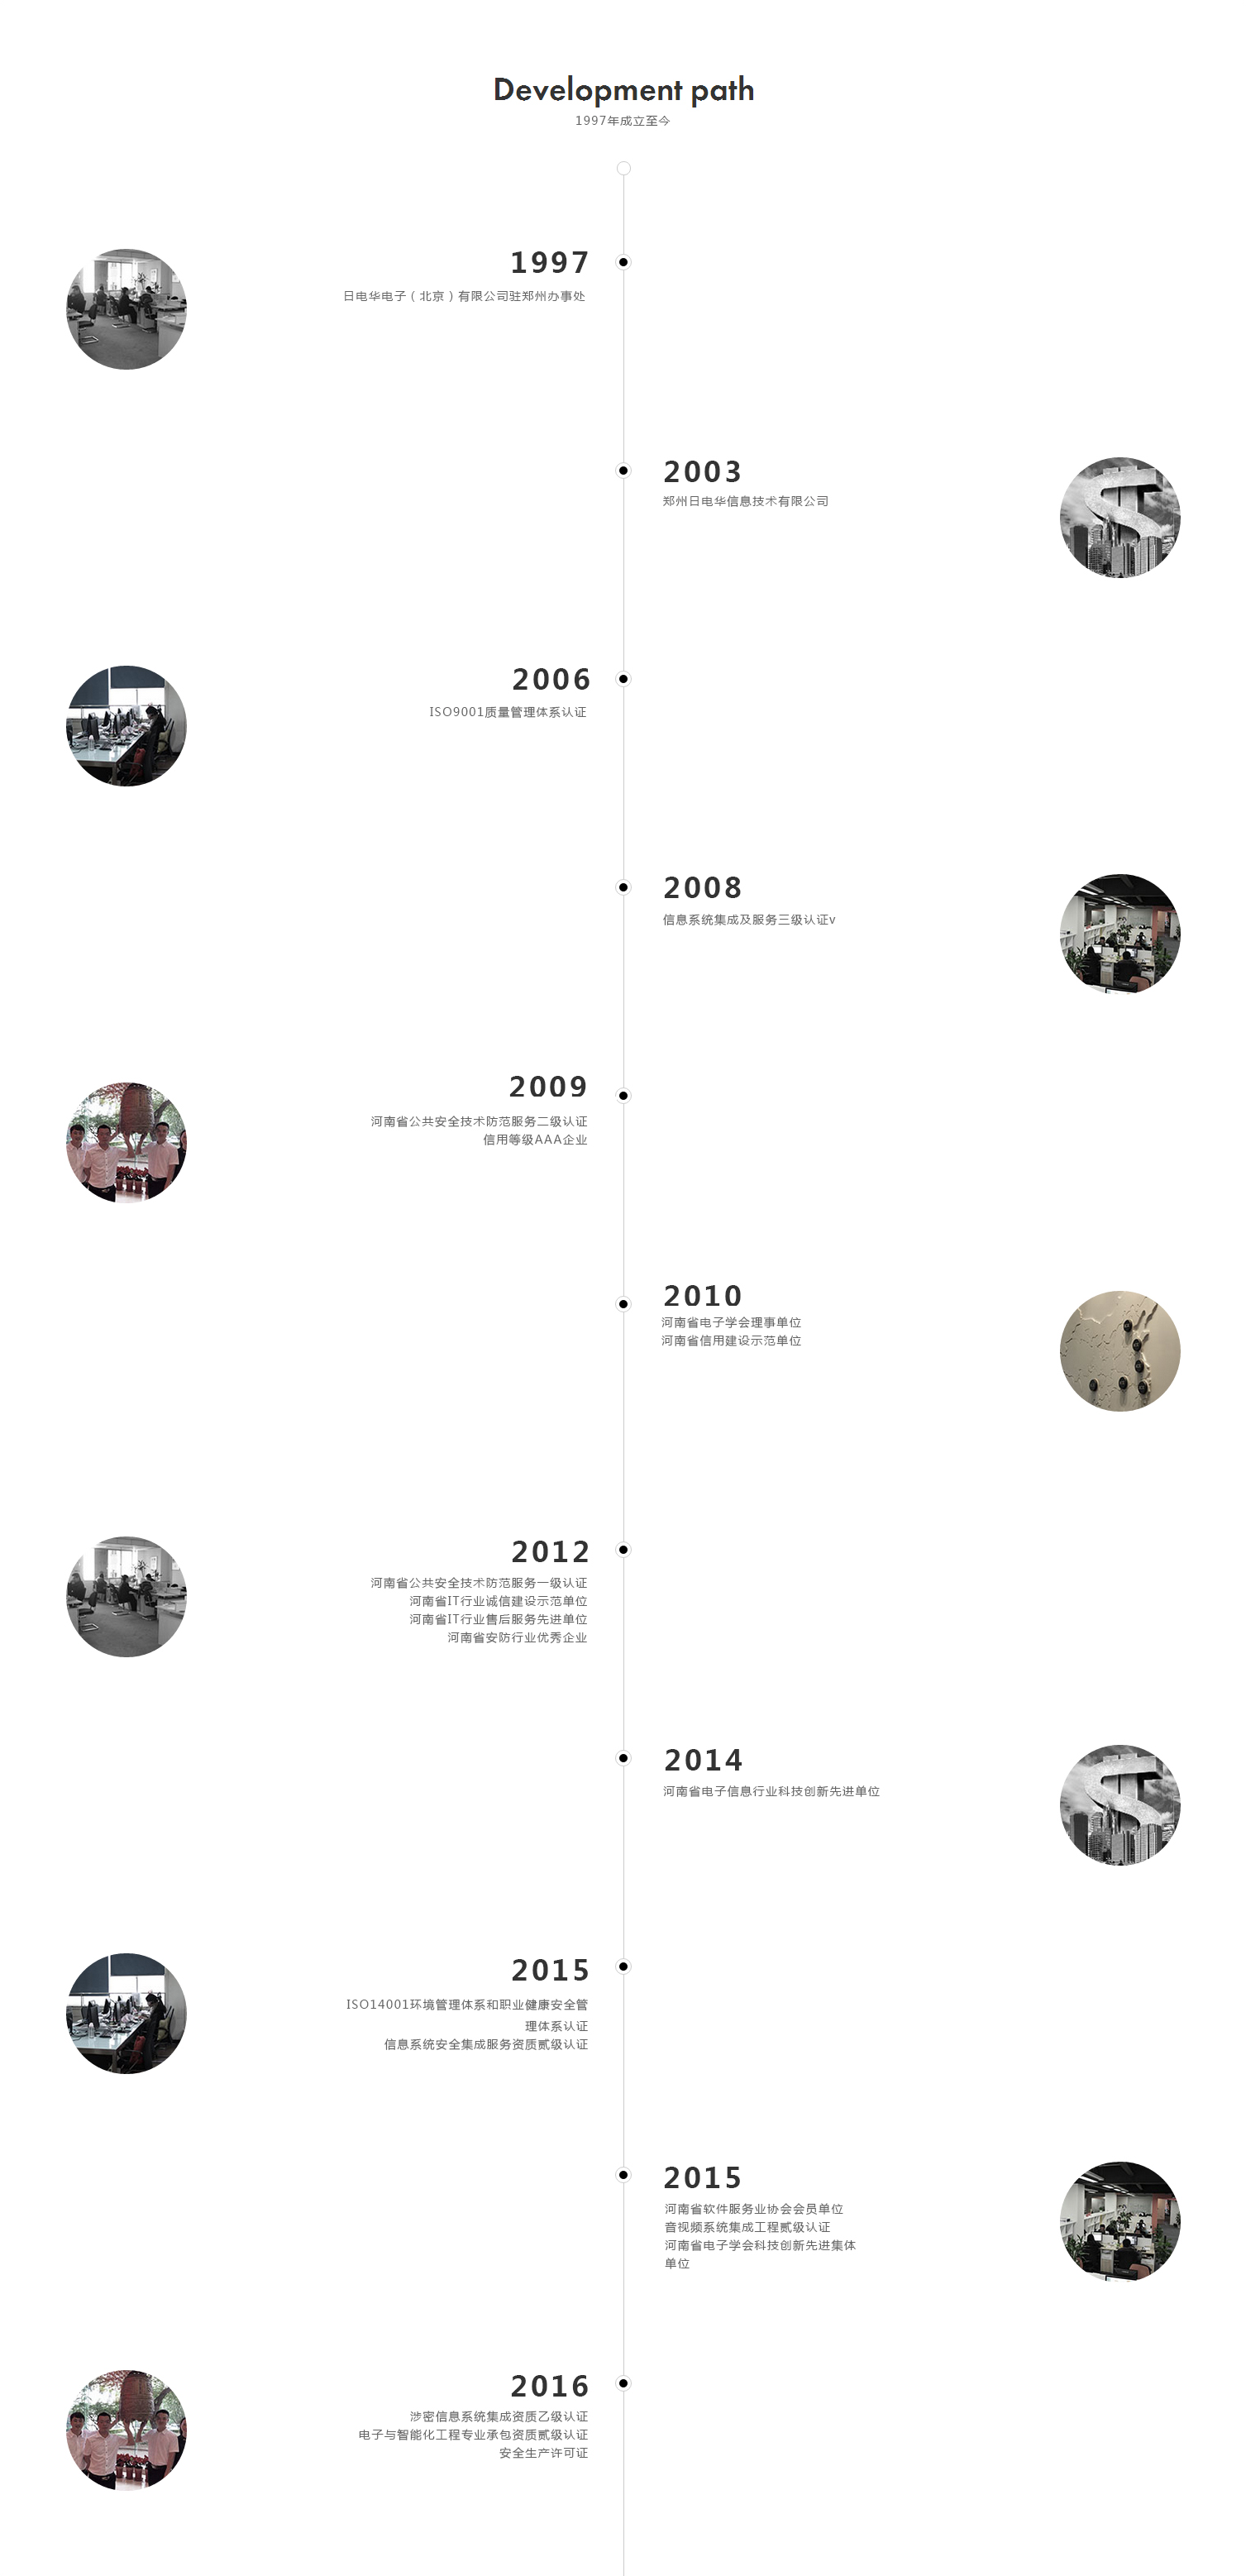 Development path
1997年成立至今
1997
日电华电子（北京）有限公司驻郑州办事处
2003
郑州日电华信息技术有限公司
2006
ISO9001质量管理体系认证
2008
信息系统集成及服务三级认证v
2009
河南省公共安全技术防范服务二级认证
信用等级AAA企业
2010
河南省电子学会理事单位
河南省信用建设示范单位
2012
河南省公共安全技术防范服务一级认证
河南省IT行业诚信建设示范单位
河南省IT行业售后服务先进单位
河南省安防行业优秀企业
2014
河南省电子信息行业科技创新先进单位
2015
ISO14001环境管理体系和职业健康安全管
理体系认证
信息系统安全集成服务资质贰级认证
2015
河南省软件服务业协会会员单位
音视频系统集成工程贰级认证
河南省电子学会科技创新先进集体
单位
2016
涉密信息系统集成资质乙级认证
电子与智能化工程专业承包资质贰级认证
安全生产许可证